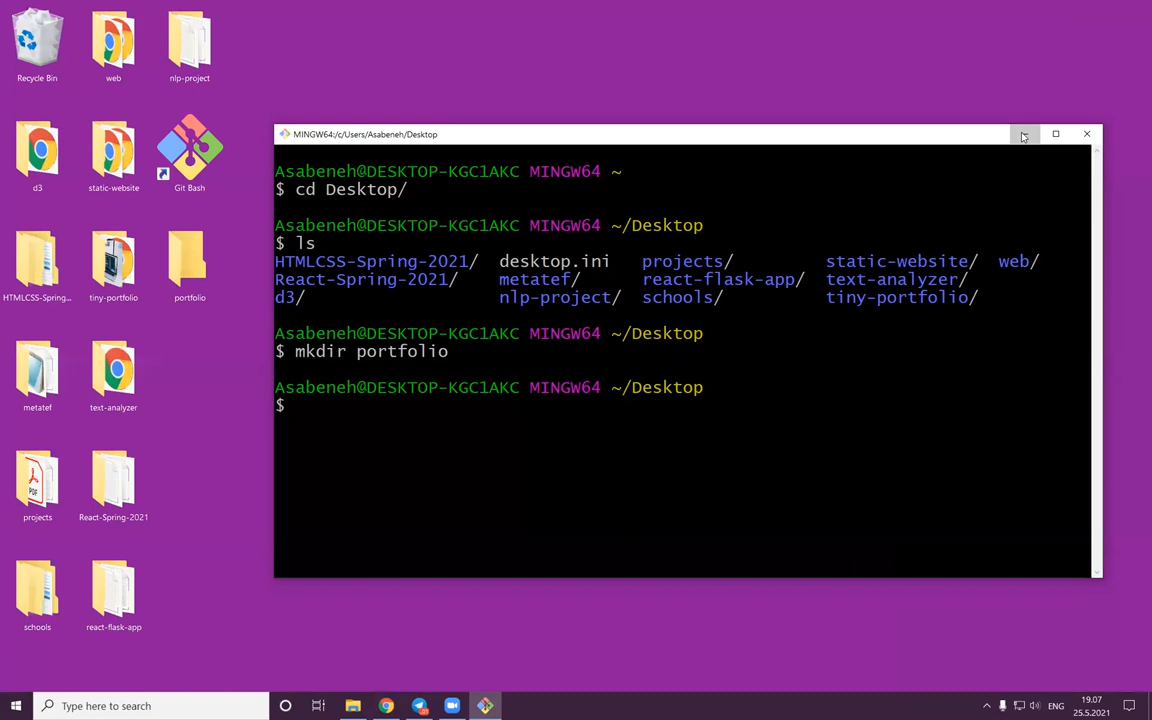 Recycle Bin
web
nlp-project
d3
static-website
Git Bash
HTMLCSS-Spring...
tiny-portfolio
portfolio
metatef
text-analyzer
projects
React-Spring-2021
schools
react-flask-app
PDF
MINGW64:/c/Users/Asabeneh/Desktop
Asabeneh@DESKTOP-KGC1AKC MINGW64 ~
$ cd Desktop/
Asabeneh@DESKTOP-KGC1AKC MINGW64 ~/Desktop
$ ls
HTMLCSS-Spring-2021/ desktop.ini projects/ static-website/ web/
React-Spring-2021/ metatef/ react-flask-app/ text-analyzer/
d3/ nlp-project/ schools/ tiny-portfolio/
Asabeneh@DESKTOP-KGC1AKC MINGW64 ~/Desktop
$ mkdir portfolio
Asabeneh@DESKTOP-KGC1AKC MINGW64 ~/Desktop
$
Type here to search
ENG
19.07
25.5.2021